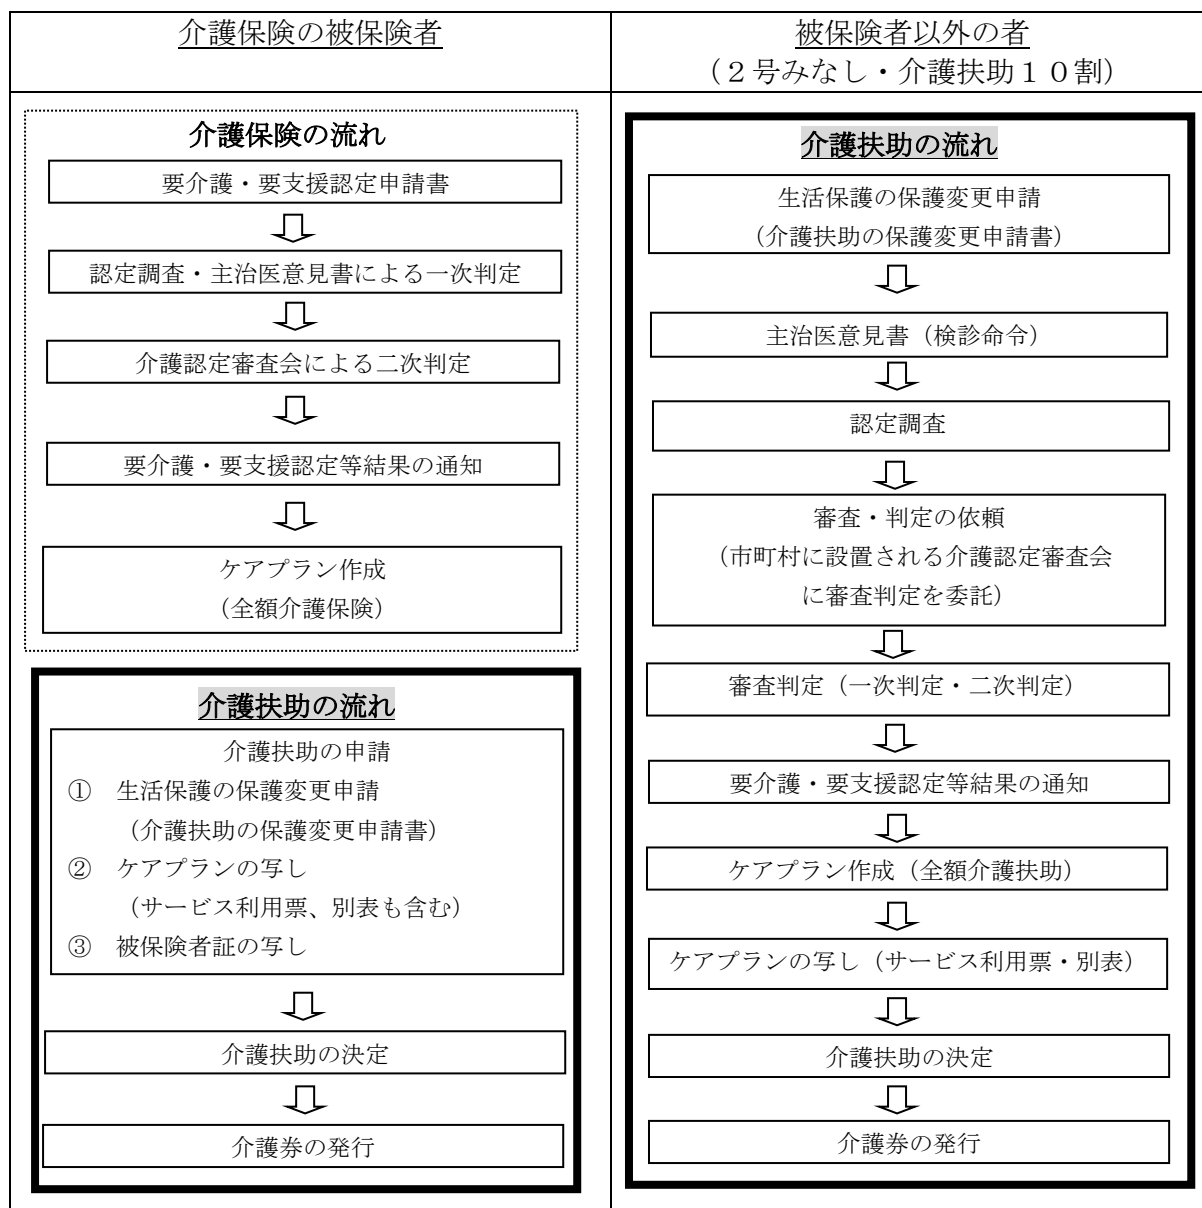 介護保険の被保険者
介護保険の流れ
要介護・要支援認定申請書
認定調査・主治医意見書による一次判定
介護認定審査会による二次判定
要介護・要支援認定等結果の通知
ケアプラン作成
（全額介護保険）
介護扶助の流れ
介護扶助の申請
① 生活保護の保護変更申請
（介護扶助の保護変更申請書）
② ケアプランの写し
（サービス利用票、別表も含む）
③ 被保険者証の写し
介護扶助の決定
介護券の発行
被保険者以外の者
（２号みなし・介護扶助１０割）
介護扶助の流れ
生活保護の保護変更申請
（介護扶助の保護変更申請書）
主治医意見書（検診命令）
認定調査
審査・判定の依頼
（市町村に設置される介護認定審査会
に審査判定を委託）
審査判定（一次判定・二次判定）
要介護・要支援認定等結果の通知
ケアプラン作成（全額介護扶助）
ケアプランの写し（サービス利用票・別表）
介護扶助の決定
介護券の発行